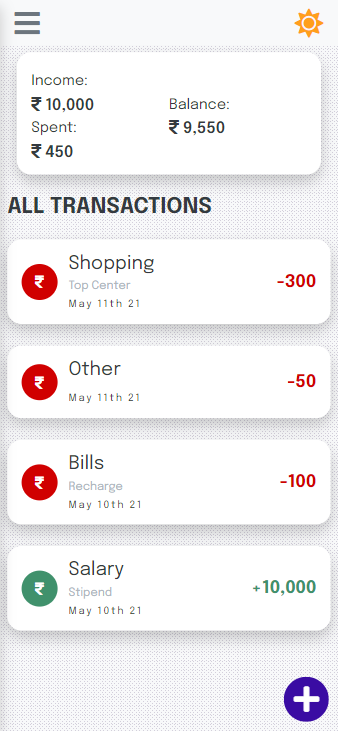 Income:
₹ 10,000
Spent:
₹ 450
Balance:
₹ 9,550
ALL TRANSACTIONS
Shopping
Top Center
May 11th 21
-300
₹
Other
May 11th 21
-50
₹
Bills
Recharge
May 10th 21
-100
₹
Salary
Stipend
May 10th 21
+10,000
₹